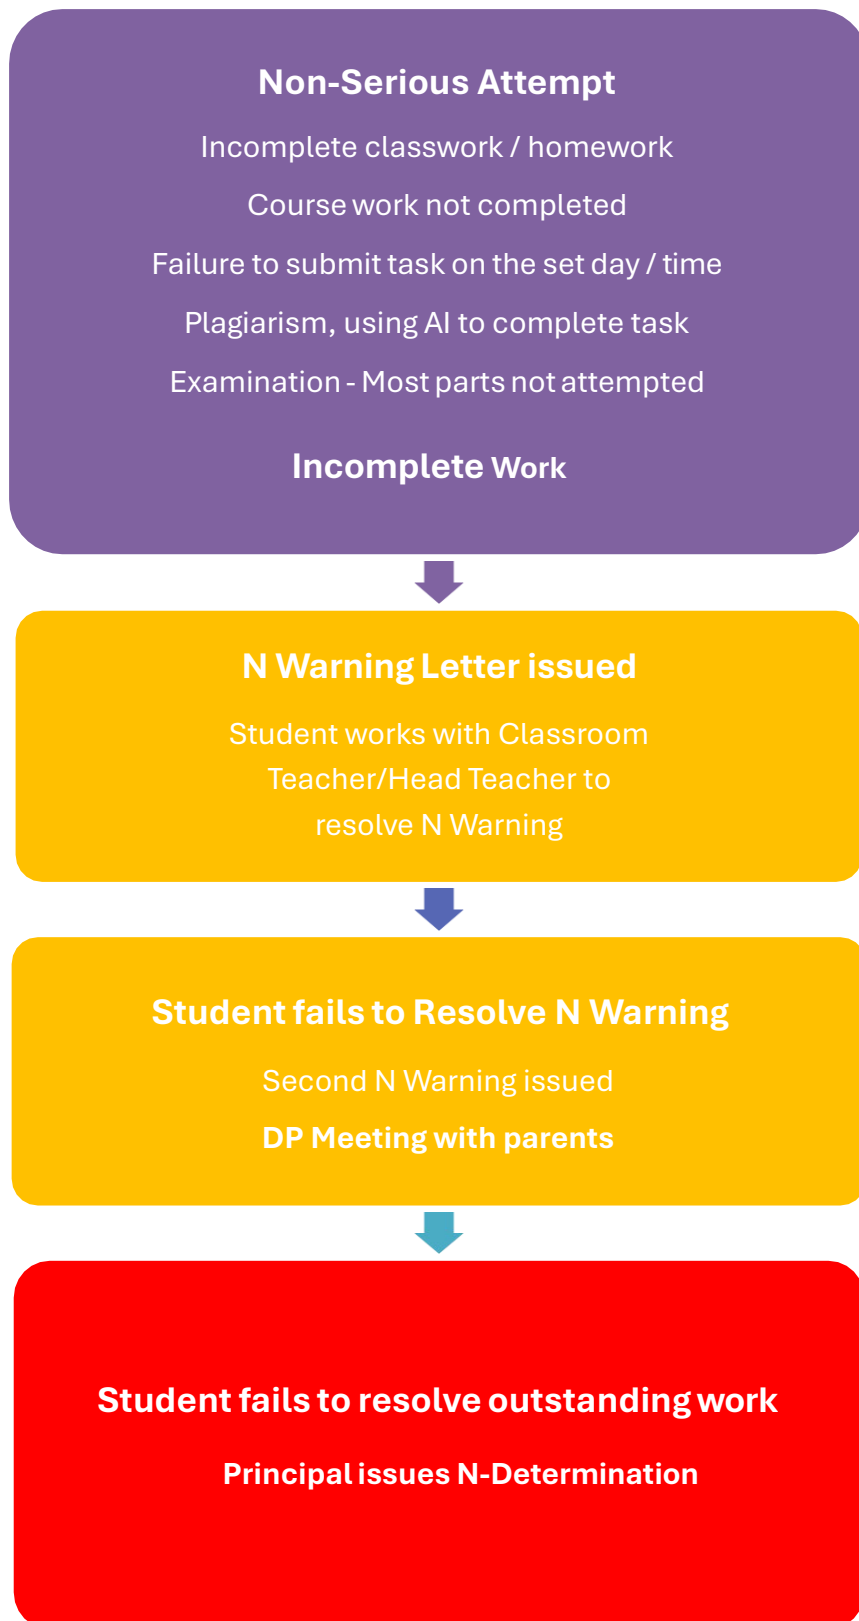 Non-Serious Attempt
Incomplete classwork / homework
Course work not completed
Failure to submit task on the set day / time
Plagiarism, using AI to complete task
Examination - Most parts not attempted
Incomplete Work
N Warning Letter issued
Student works with Classroom
Teacher/Head Teacher to
resolve N Warning
Student fails to Resolve N Warning
Second N Warning issued
DP Meeting with parents
Student fails to resolve outstanding work
Principal issues N-Determination